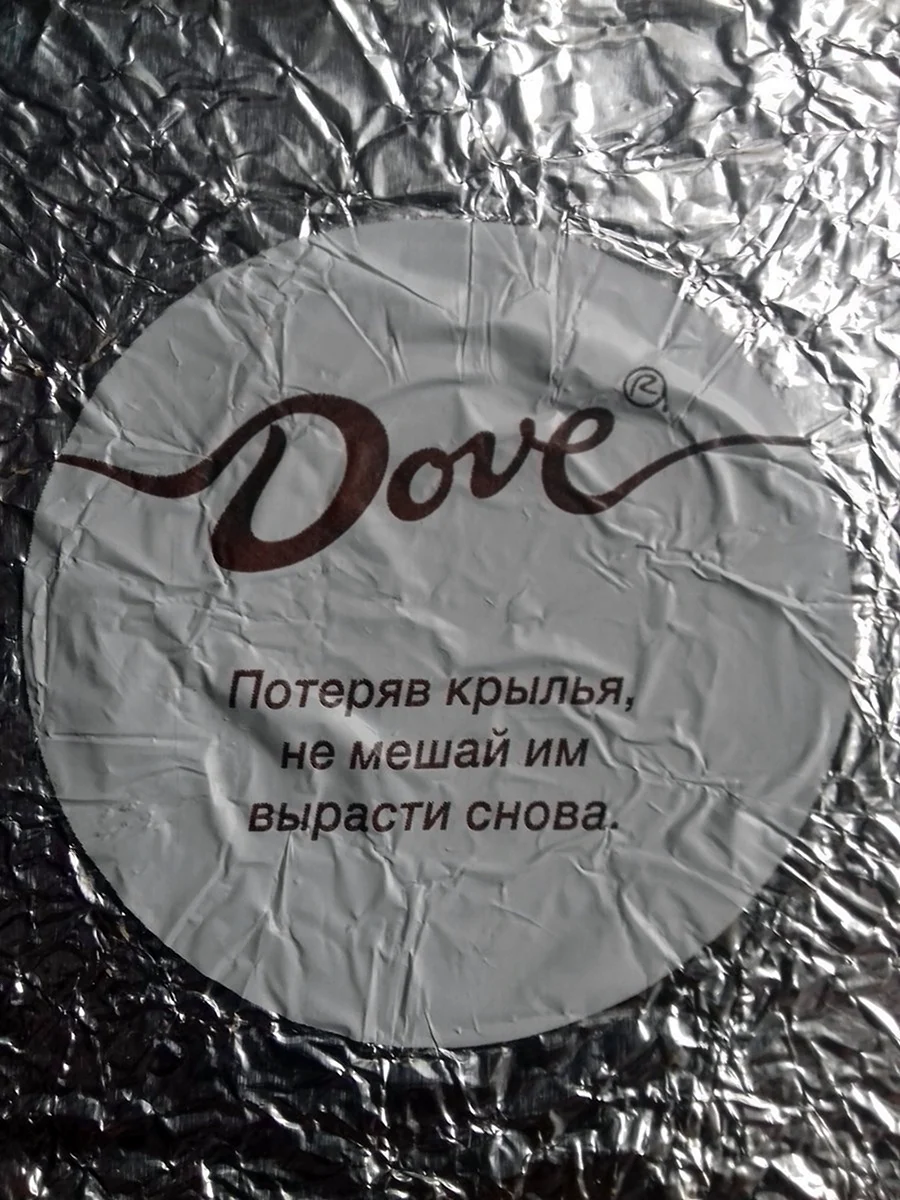 Dove®
Потеряв крылья,
не мешай им
вырасти снова.